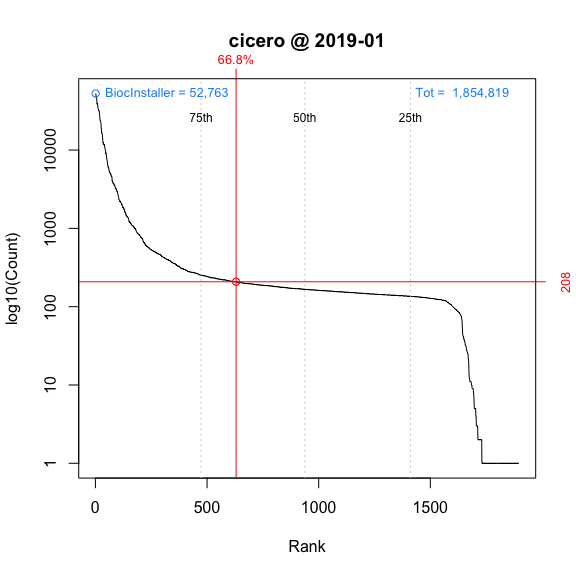 cicero @ 2019-01
66.8%
BiocInstaller = 52,763
Tot =  1,854,819
75th
50th
25th
log10(Count)
10000
1000
100
10
1
208
0
500
1000
1500
Rank